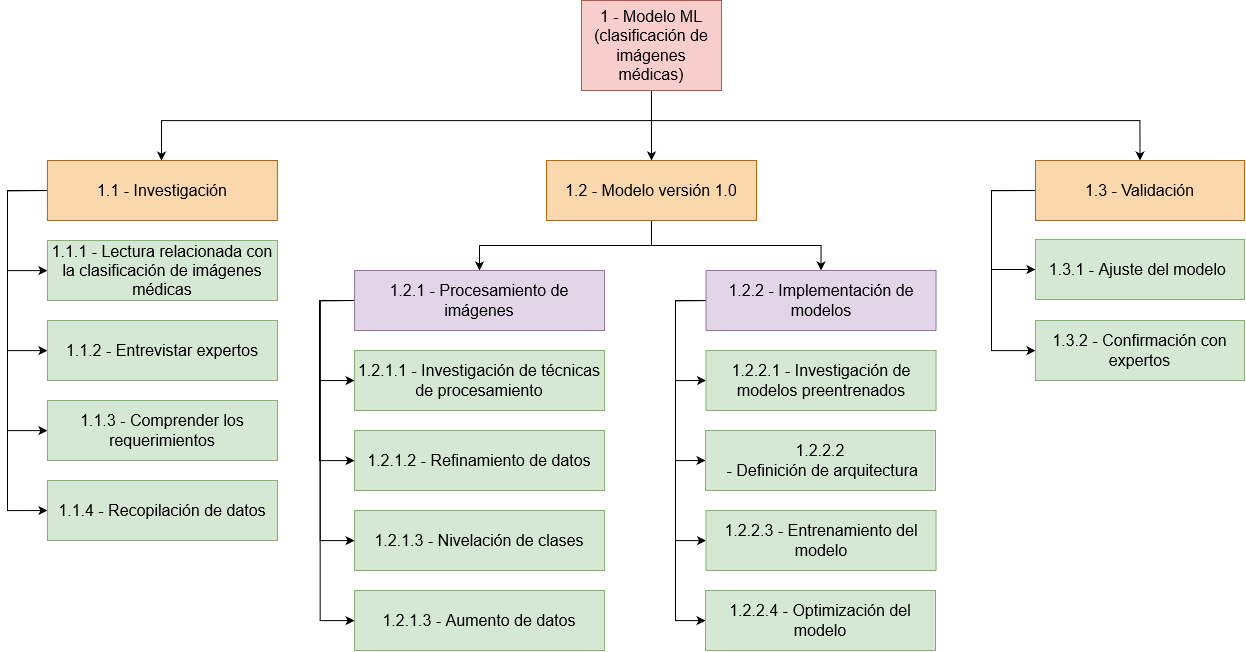 1 - Modelo ML
(clasificación de
imágenes
médicas)
1.1 - Investigación
1.1.1 - Lectura relacionada con
la clasificación de imágenes
médicas
1.1.2 - Entrevistar expertos
1.1.3 - Comprender los
requerimientos
1.1.4 - Recopilación de datos
1.2 - Modelo versión 1.0
1.2.1 - Procesamiento de
imágenes
1.2.1.1 - Investigación de técnicas
de procesamiento
1.2.1.2 - Refinamiento de datos
1.2.1.3 - Nivelación de clases
1.2.1.3 - Aumento de datos
1.2.2 - Implementación de
modelos
1.2.2.1 - Investigación de
modelos preentrenados
1.2.2.2
- Definición de arquitectura
1.2.2.3 - Entrenamiento del
modelo
1.2.2.4 - Optimización del
modelo
1.3 - Validación
1.3.1 - Ajuste del modelo
1.3.2 - Confirmación con
expertos